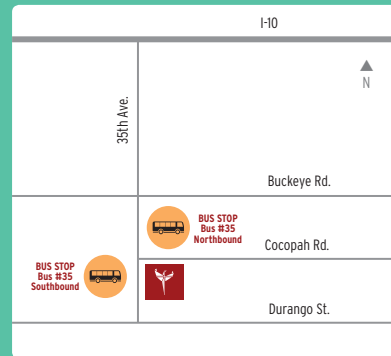 I-10
N
35th Ave.
Buckeye Rd.
BUS STOP
Bus #35
Northbound
Cocopah Rd.
BUS STOP
Bus #35
Southbound
Durango St.